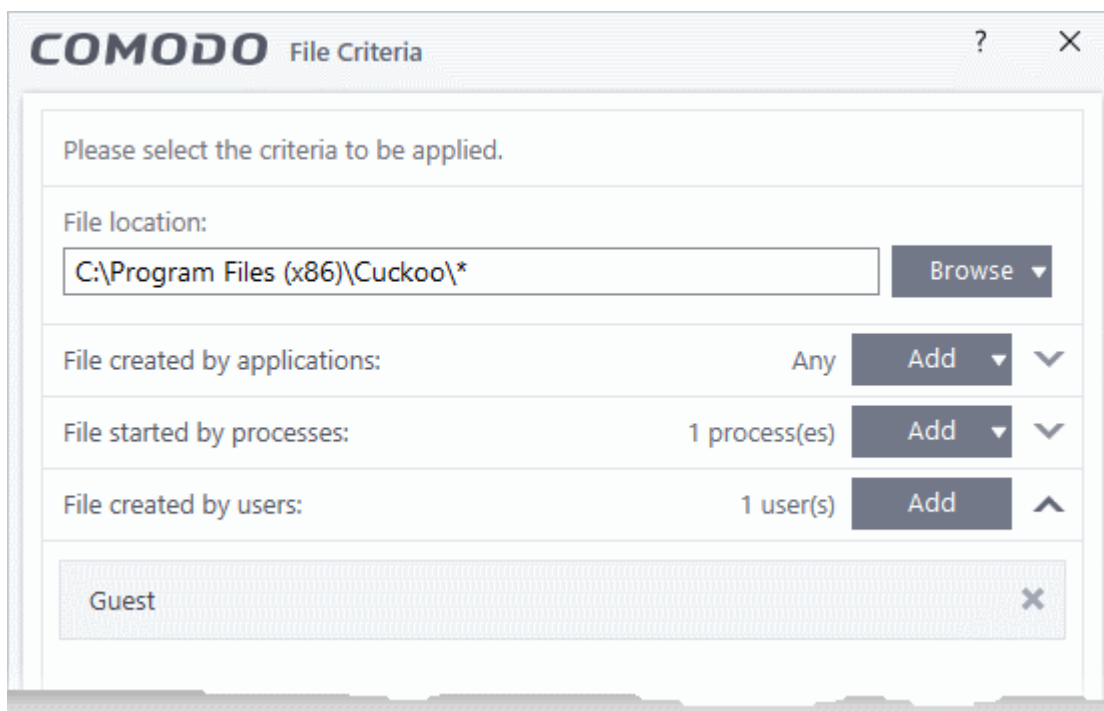 COMODO File Criteria ?
Please select the criteria to be applied.
File location:
C:\Program Files (x86)\Cuckoo\* Browse
File created by applications: Any Add
File started by processes: 1 process(es) Add
File created by users: 1 user(s) Add
Guest